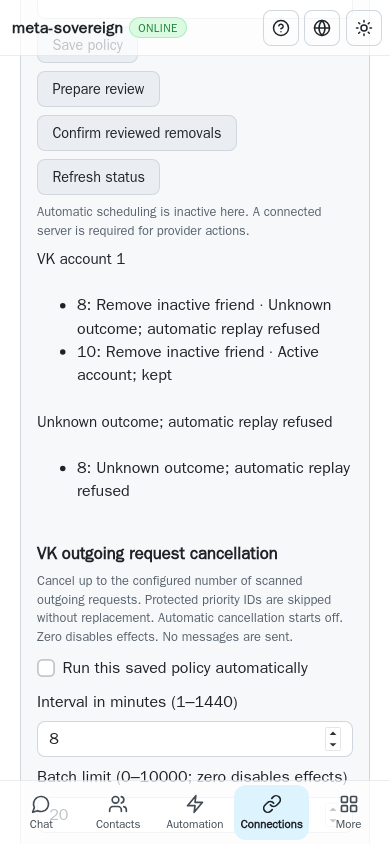 meta-sovereign ONLINE
Save policy
Prepare review
Confirm reviewed removals
Refresh status
Automatic scheduling is inactive here. A connected
server is required for provider actions.
VK account 1
• 8: Remove inactive friend · Unknown
outcome; automatic replay refused
• 10: Remove inactive friend · Active
account; kept
Unknown outcome; automatic replay refused
• 8: Unknown outcome; automatic replay
refused
VK outgoing request cancellation
Cancel up to the configured number of scanned
outgoing requests. Protected priority IDs are skipped
without replacement. Automatic cancellation starts off.
Zero disables effects. No messages are sent.
Run this saved policy automatically
Interval in minutes (1–1440)
8
Batch limit (0–10000; zero disables effects)
20
Chat Contacts Automation Connections More